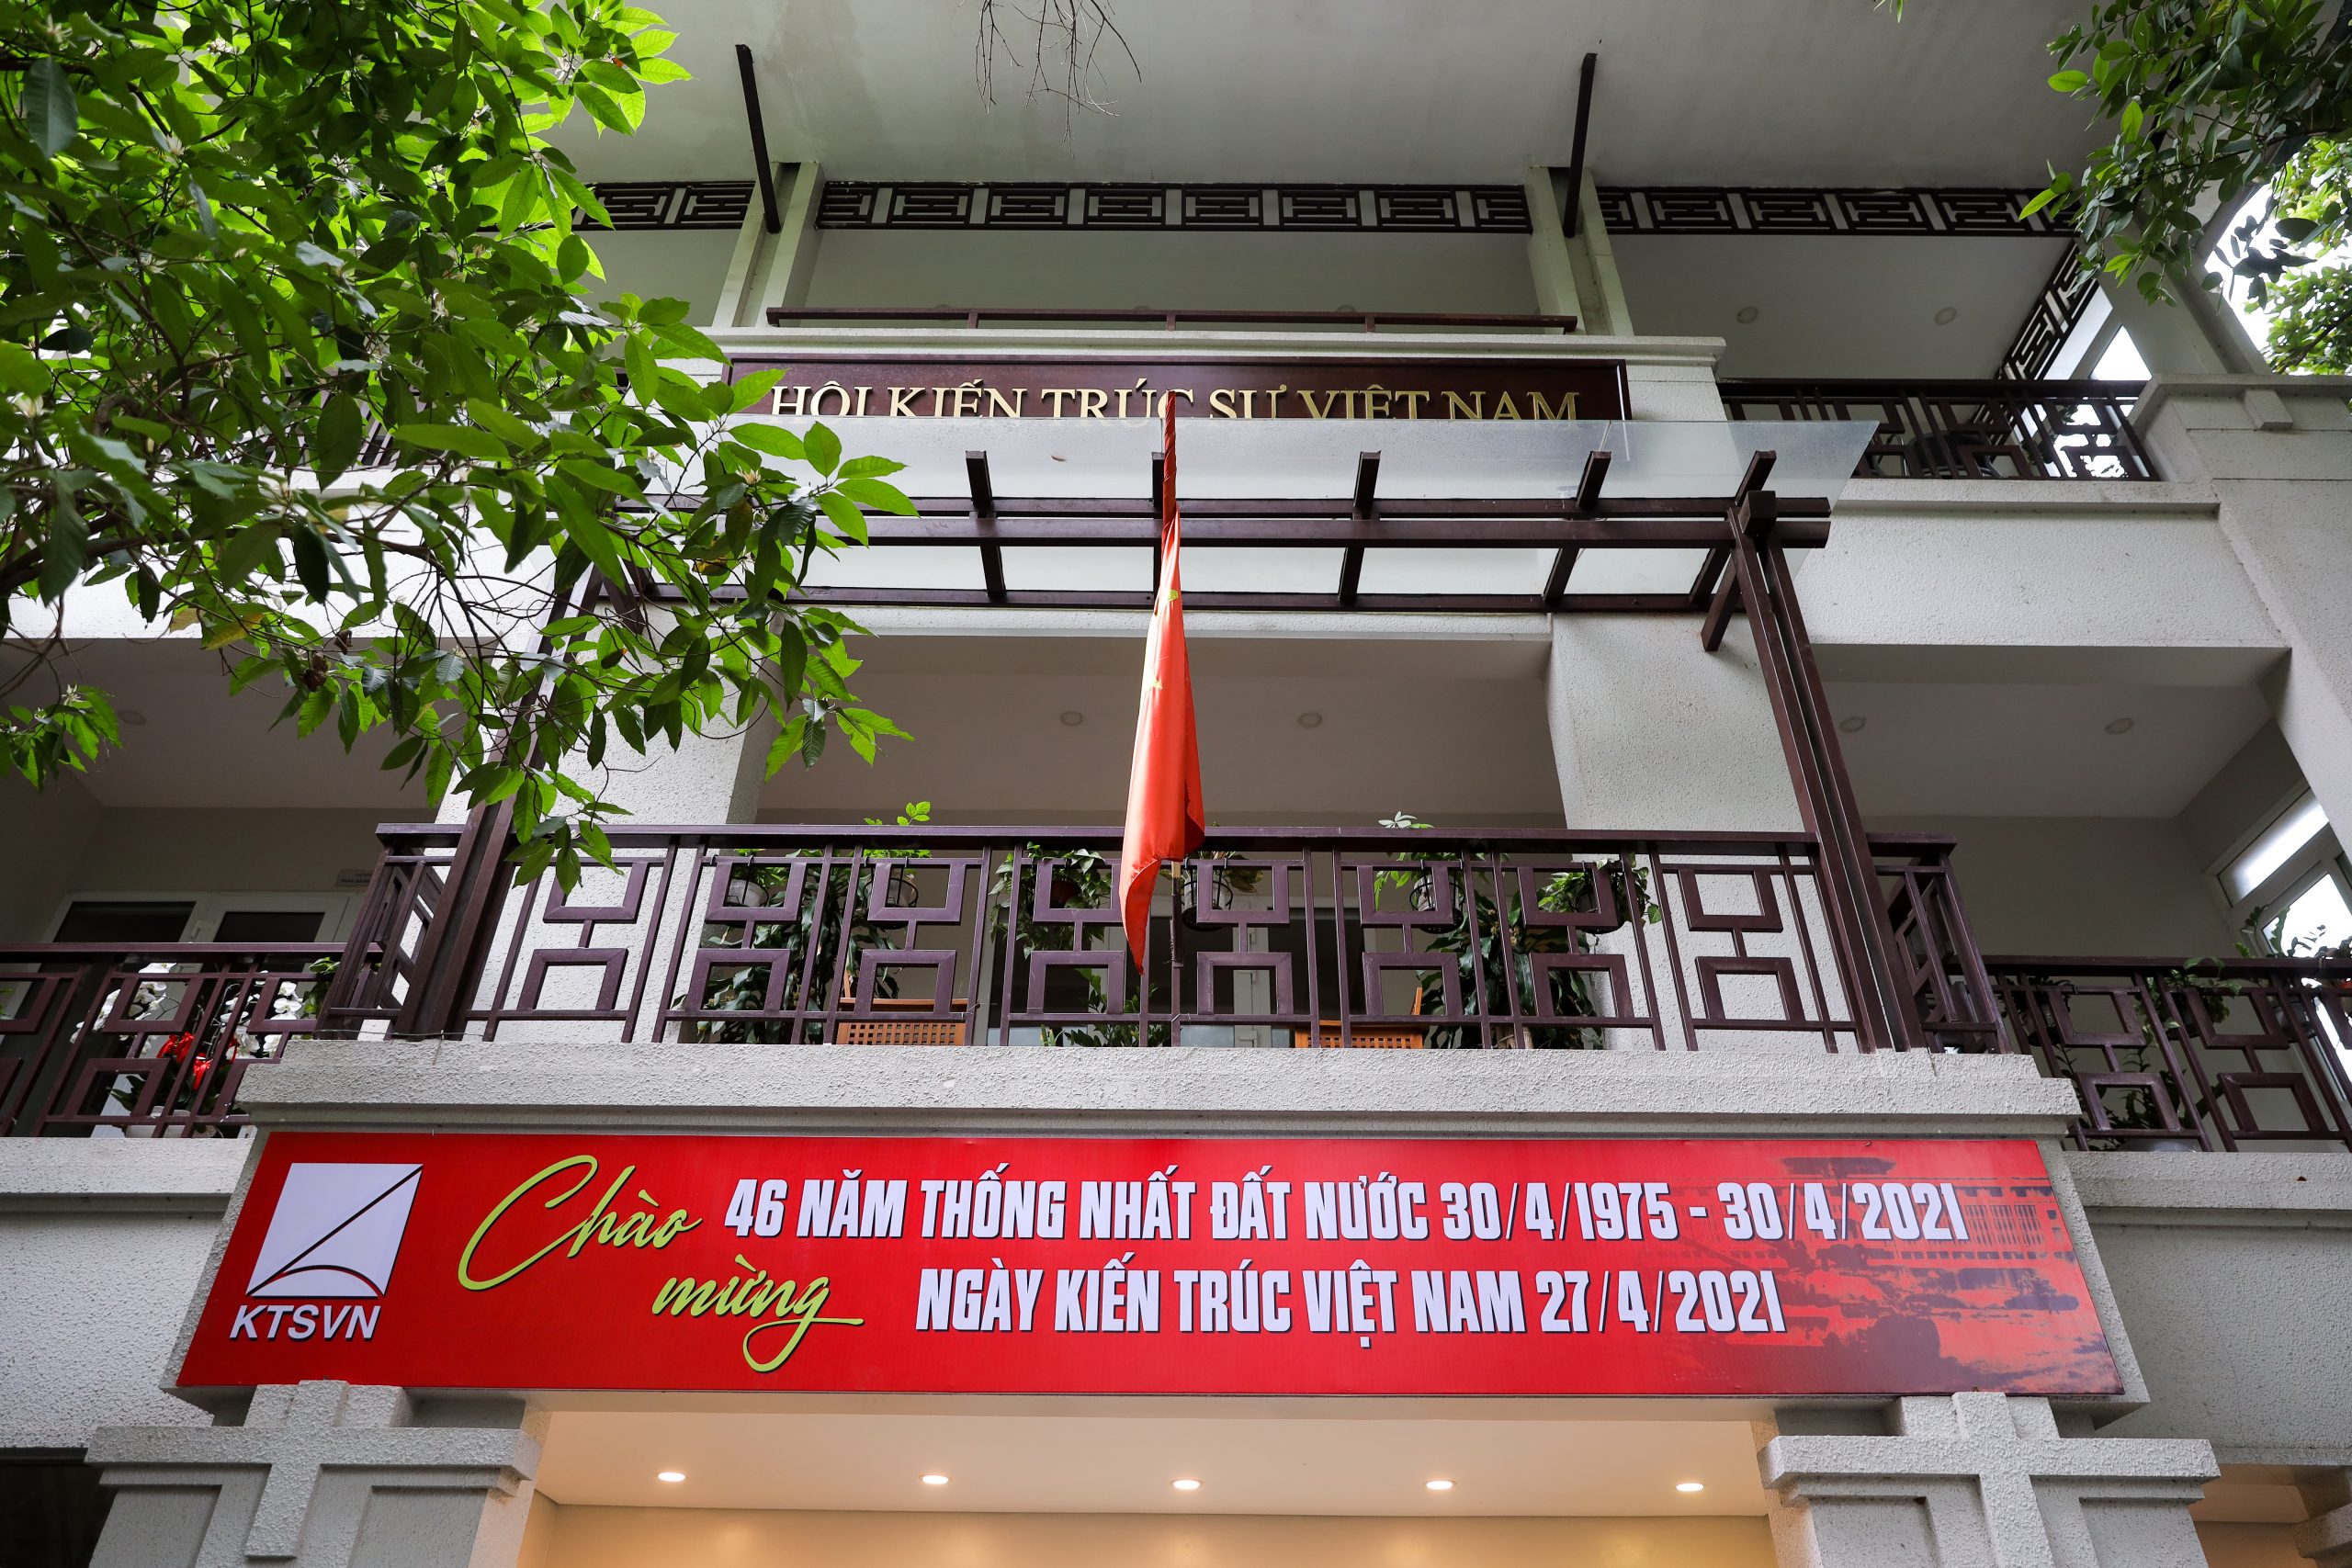 HỘI KIẾN TRÚC SƯ VIỆT NAM
KTSVN
Chào mừng
46 NĂM THỐNG NHẤT ĐẤT NƯỚC 30/4/1975 - 30/4/2021
NGÀY KIẾN TRÚC VIỆT NAM 27/4/2021